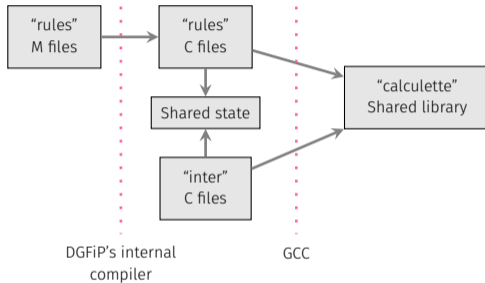 “rules”
M files
“rules”
C files
“calculette”
Shared library
Shared state
“inter”
C files
DGFiP's internal
compiler
GCC